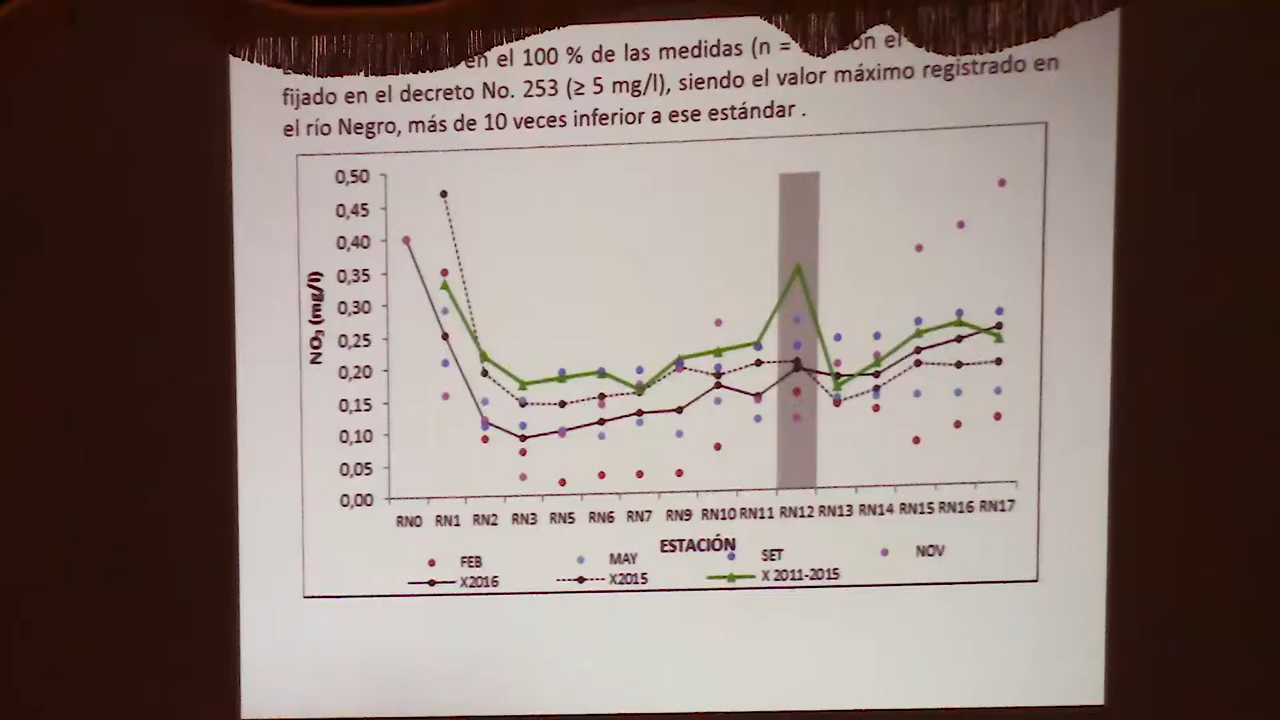 en el 100 % de las medidas (n = on el
fijado en el decreto No. 253 (≥ 5 mg/l), siendo el valor máximo registrado en
el río Negro, más de 10 veces inferior a ese estándar .
0,50
0,45
0,40
0,35
0,30
0,25
0,20
0,15
0,10
0,05
0,00
NO3 (mg/l)
RN0 RN1 RN2 RN3 RN5 RN6 RN7 RN9 RN10 RN11 RN12 RN13 RN14 RN15 RN16 RN17
ESTACIÓN
FEB MAY SET NOV
X2016 X2015 X 2011-2015